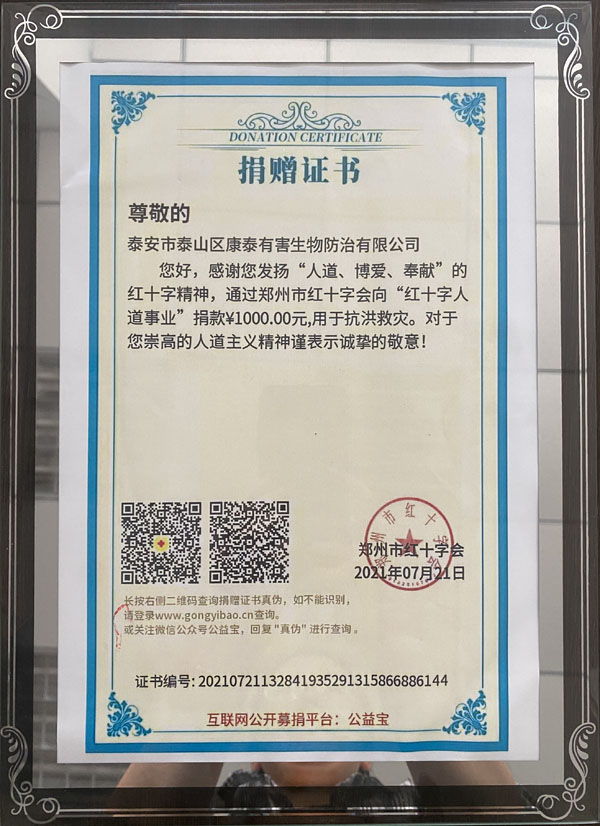 DONATION CERTIFICATE
捐赠证书
尊敬的
泰安市泰山区康泰有害生物防治有限公司
您好，感谢您发扬“人道、博爱、奉献”的
红十字精神，通过郑州市红十字会向“红十字人
道事业”捐款¥1000.00元,用于抗洪救灾。对于
您崇高的人道主义精神谨表示诚挚的敬意！
郑州市红十字会
郑州市红十字会
2021年07月21日
长按右侧二维码查询捐赠证书真伪，如不能识别，
请登录www.gongyibao.cn查询。
或关注微信公众号公益宝，回复"真伪"进行查询。
证书编号: 20210721132841935291315866886144
互联网公开募捐平台：公益宝